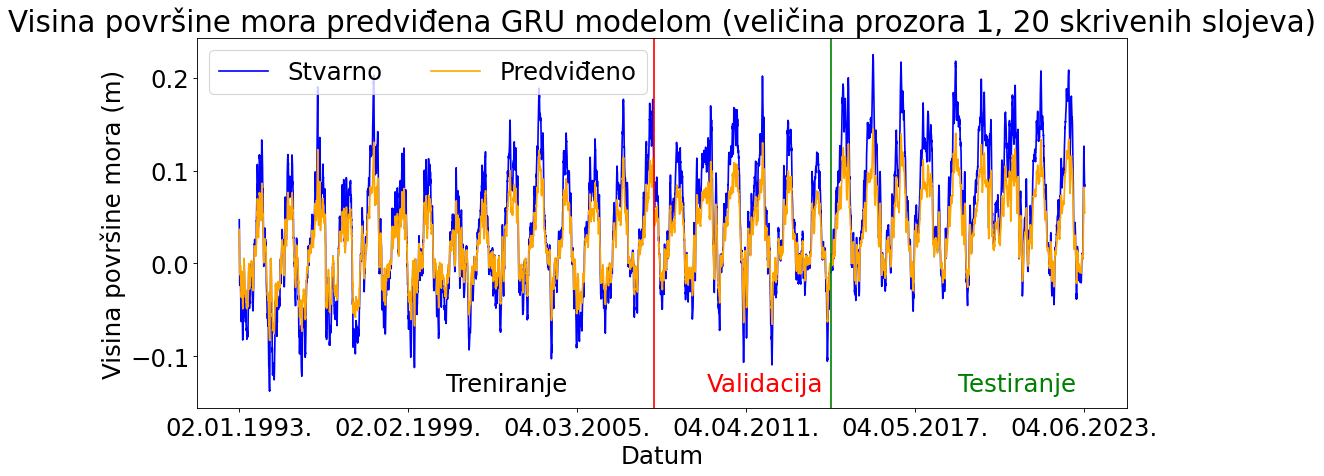 Visina površine mora predviđena GRU modelom (veličina prozora 1, 20 skrivenih slojeva)
Stvarno
Predviđeno
Visina površine mora (m)
0.2
0.1
0.0
−0.1
Treniranje
Validacija
Testiranje
02.01.1993.
02.02.1999.
04.03.2005.
04.04.2011.
04.05.2017.
04.06.2023.
Datum